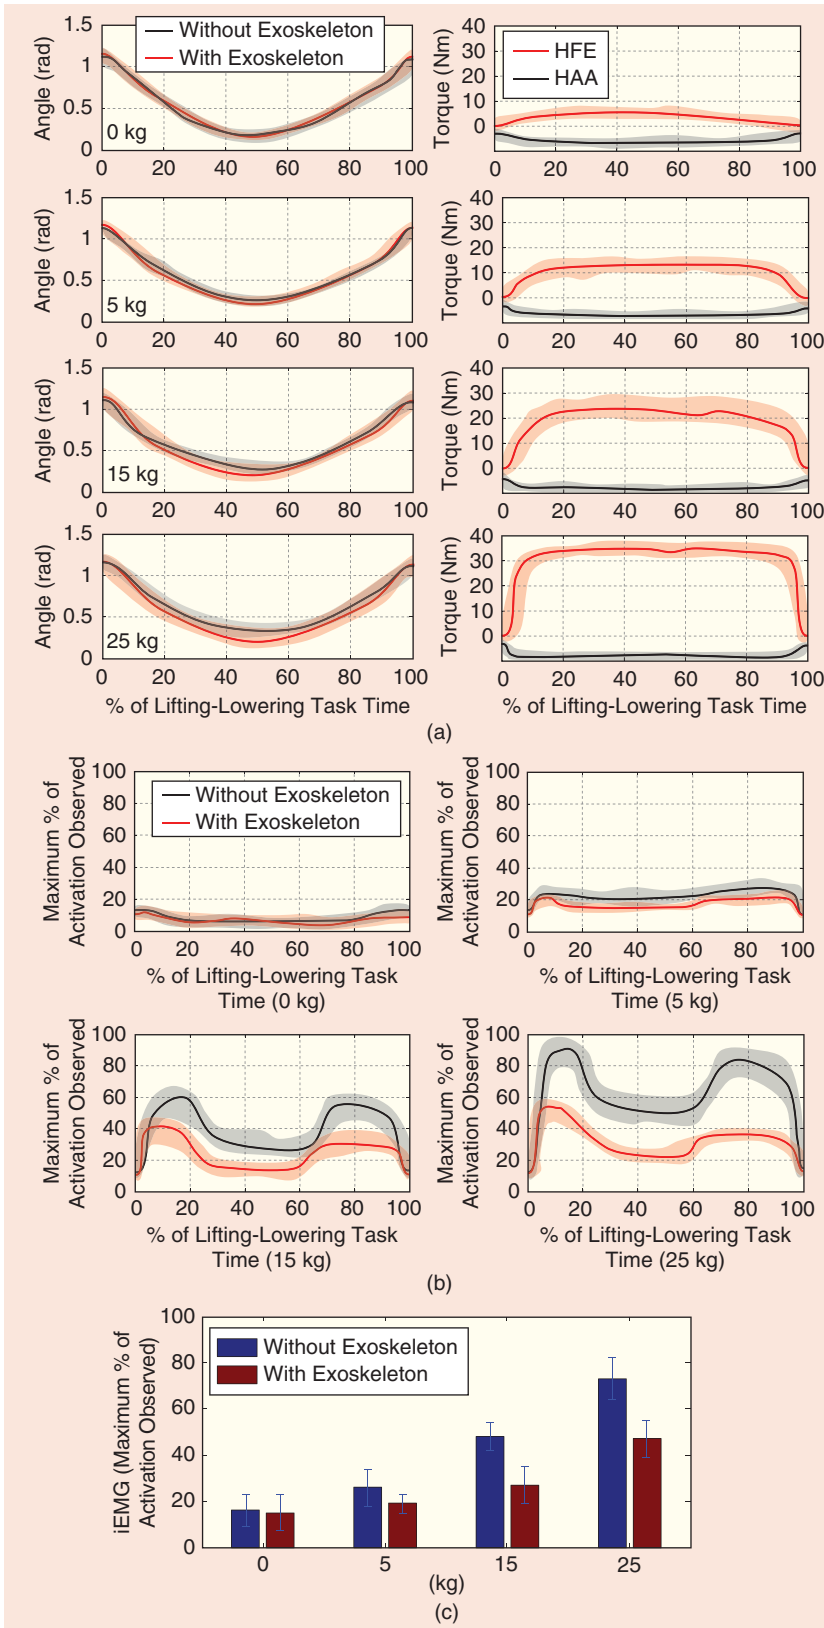 Angle (rad)
1.5
1
0.5
0
0 kg
Without Exoskeleton
With Exoskeleton
0 20 40 60 80 100
Torque (Nm)
40
30
20
10
0
HFE
HAA
0 20 40 60 80 100
Angle (rad)
1.5
1
0.5
0
5 kg
0 20 40 60 80 100
Torque (Nm)
40
30
20
10
0
0 20 40 60 80 100
Angle (rad)
1.5
1
0.5
0
15 kg
0 20 40 60 80 100
Torque (Nm)
40
30
20
10
0
0 20 40 60 80 100
Angle (rad)
1.5
1
0.5
0
25 kg
0 20 40 60 80 100
% of Lifting-Lowering Task Time
Torque (Nm)
40
30
20
10
0
0 20 40 60 80 100
% of Lifting-Lowering Task Time
(a)
Maximum % of
Activation Observed
100
80
60
40
20
0
Without Exoskeleton
With Exoskeleton
0 20 40 60 80 100
% of Lifting-Lowering Task
Time (0 kg)
Maximum % of
Activation Observed
100
80
60
40
20
0
0 20 40 60 80 100
% of Lifting-Lowering Task
Time (5 kg)
Maximum % of
Activation Observed
100
80
60
40
20
0
0 20 40 60 80 100
% of Lifting-Lowering Task
Time (15 kg)
Maximum % of
Activation Observed
100
80
60
40
20
0
0 20 40 60 80 100
% of Lifting-Lowering Task
Time (25 kg)
(b)
iEMG (Maximum % of
Activation Observed)
100
80
60
40
20
0
Without Exoskeleton
With Exoskeleton
0 5 15 25
(kg)
(c)